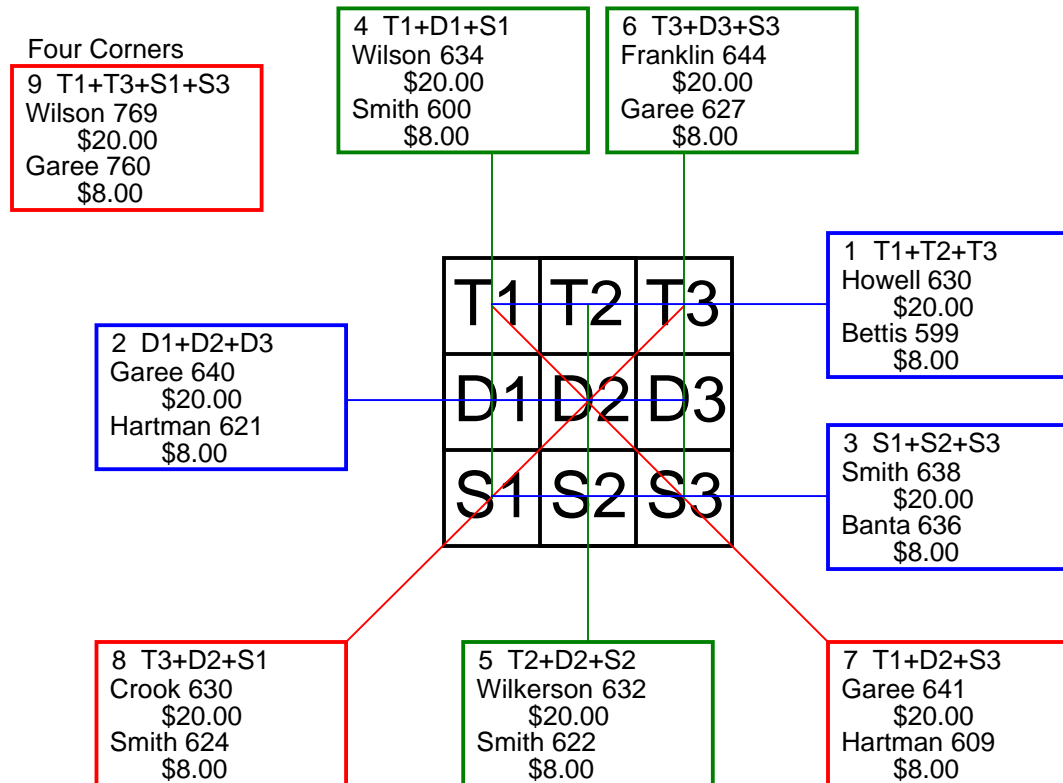 Four Corners
9 T1+T3+S1+S3
Wilson 769
$20.00
Garee 760
$8.00
4 T1+D1+S1
Wilson 634
$20.00
Smith 600
$8.00
6 T3+D3+S3
Franklin 644
$20.00
Garee 627
$8.00
1 T1+T2+T3
Howell 630
$20.00
Bettis 599
$8.00
2 D1+D2+D3
Garee 640
$20.00
Hartman 621
$8.00
T1 T2 T3
D1 D2 D3
S1 S2 S3
3 S1+S2+S3
Smith 638
$20.00
Banta 636
$8.00
8 T3+D2+S1
Crook 630
$20.00
Smith 624
$8.00
5 T2+D2+S2
Wilkerson 632
$20.00
Smith 622
$8.00
7 T1+D2+S3
Garee 641
$20.00
Hartman 609
$8.00